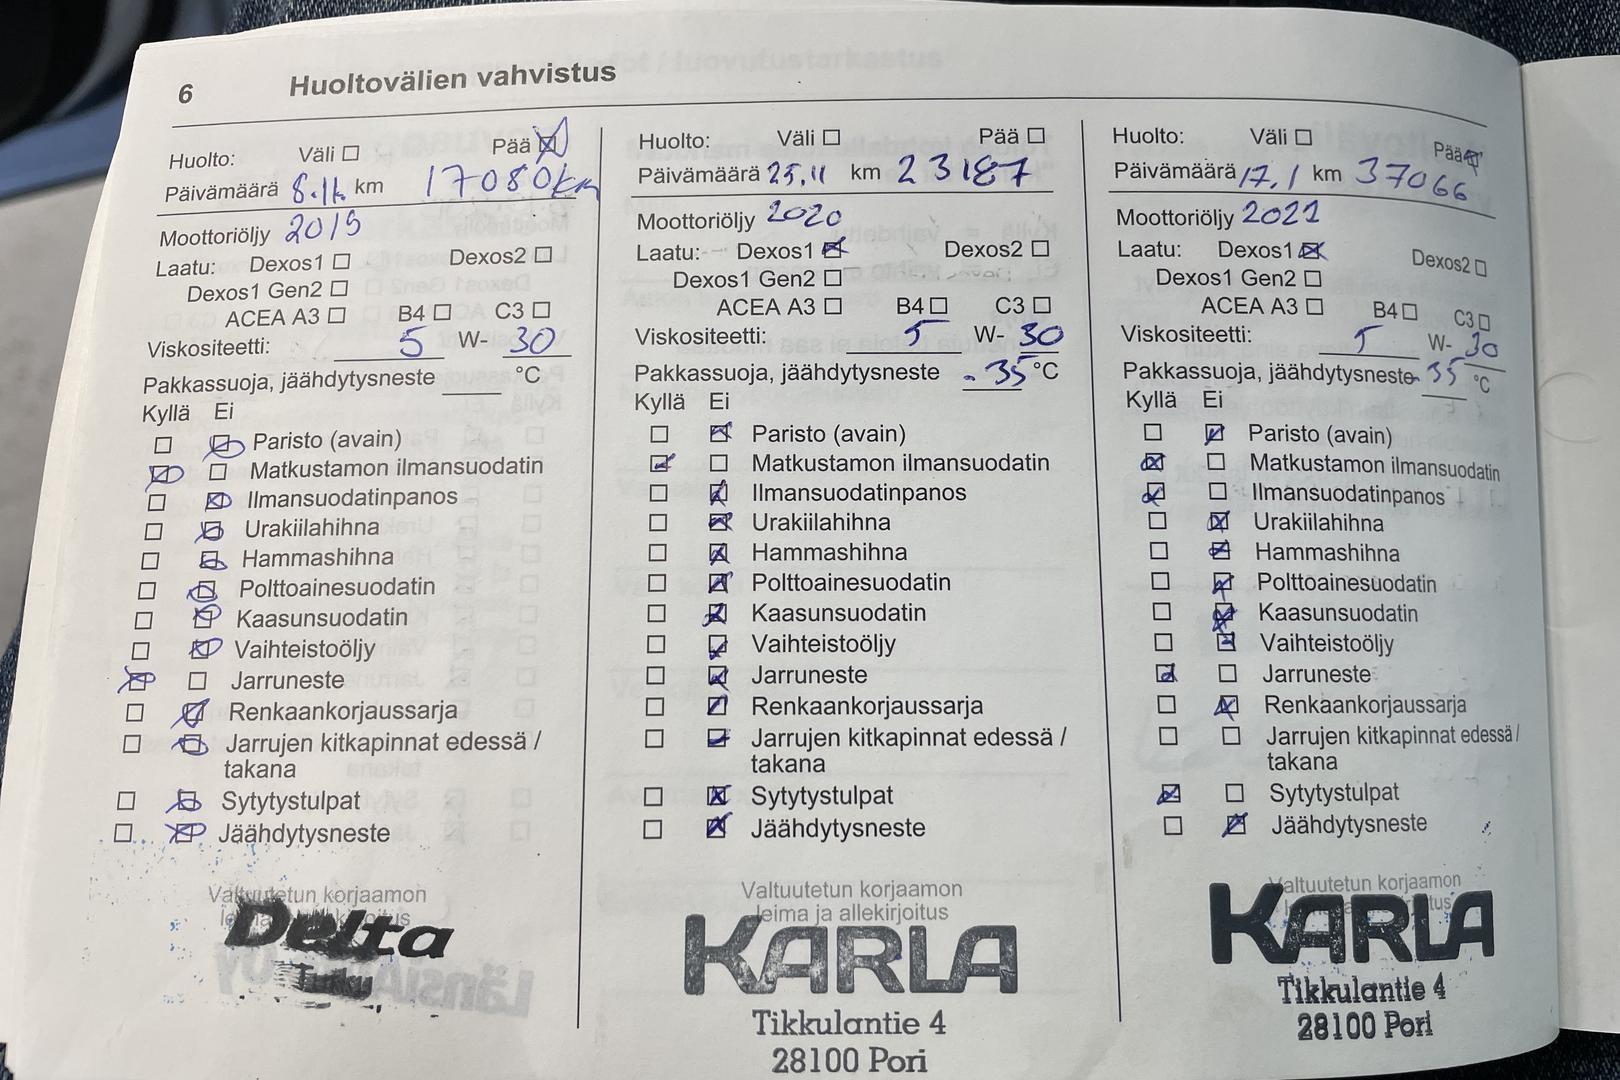 6 Huoltovälien vahvistus
Huolto: Väli Pää
Päivämäärä 8.11. km 17080km
Moottoriöljy 2019
Laatu: Dexos1 Dexos2
Dexos1 Gen2
ACEA A3 B4 C3
Viskositeetti: 5 W- 30
Pakkassuoja, jäähdytysneste °C
Kyllä Ei
Paristo (avain)
Matkustamon ilmansuodatin
Ilmansuodatinpanos
Urakiilahihna
Hammashihna
Polttoainesuodatin
Kaasunsuodatin
Vaihteistoöljy
Jarruneste
Renkaankorjaussarja
Jarrujen kitkapinnat edessä /
takana
Sytytystulpat
Jäähdytysneste
Valtuutetun korjaamon
Delta
Turku
Huolto: Väli Pää
Päivämäärä 25.11 km 23187
Moottoriöljy 2020
Laatu: Dexos1 Dexos2
Dexos1 Gen2
ACEA A3 B4 C3
Viskositeetti: 5 W- 30
Pakkassuoja, jäähdytysneste -35 °C
Kyllä Ei
Paristo (avain)
Matkustamon ilmansuodatin
Ilmansuodatinpanos
Urakiilahihna
Hammashihna
Polttoainesuodatin
Kaasunsuodatin
Vaihteistoöljy
Jarruneste
Renkaankorjaussarja
Jarrujen kitkapinnat edessä /
takana
Sytytystulpat
Jäähdytysneste
Valtuutetun korjaamon
leima ja allekirjoitus
KARLA
Tikkulantie 4
28100 Pori
Huolto: Väli Pää
Päivämäärä 17.1 km 37066
Moottoriöljy 2022
Laatu: Dexos1 Dexos2
Dexos1 Gen2
ACEA A3 B4 C3
Viskositeetti: 5 W- 30
Pakkassuoja, jäähdytysneste -35 °C
Kyllä Ei
Paristo (avain)
Matkustamon ilmansuodatin
Ilmansuodatinpanos
Urakiilahihna
Hammashihna
Polttoainesuodatin
Kaasunsuodatin
Vaihteistoöljy
Jarruneste
Renkaankorjaussarja
Jarrujen kitkapinnat edessä /
takana
Sytytystulpat
Jäähdytysneste
Valtuutetun korjaamon
KARLA
Tikkulantie 4
28100 Pori